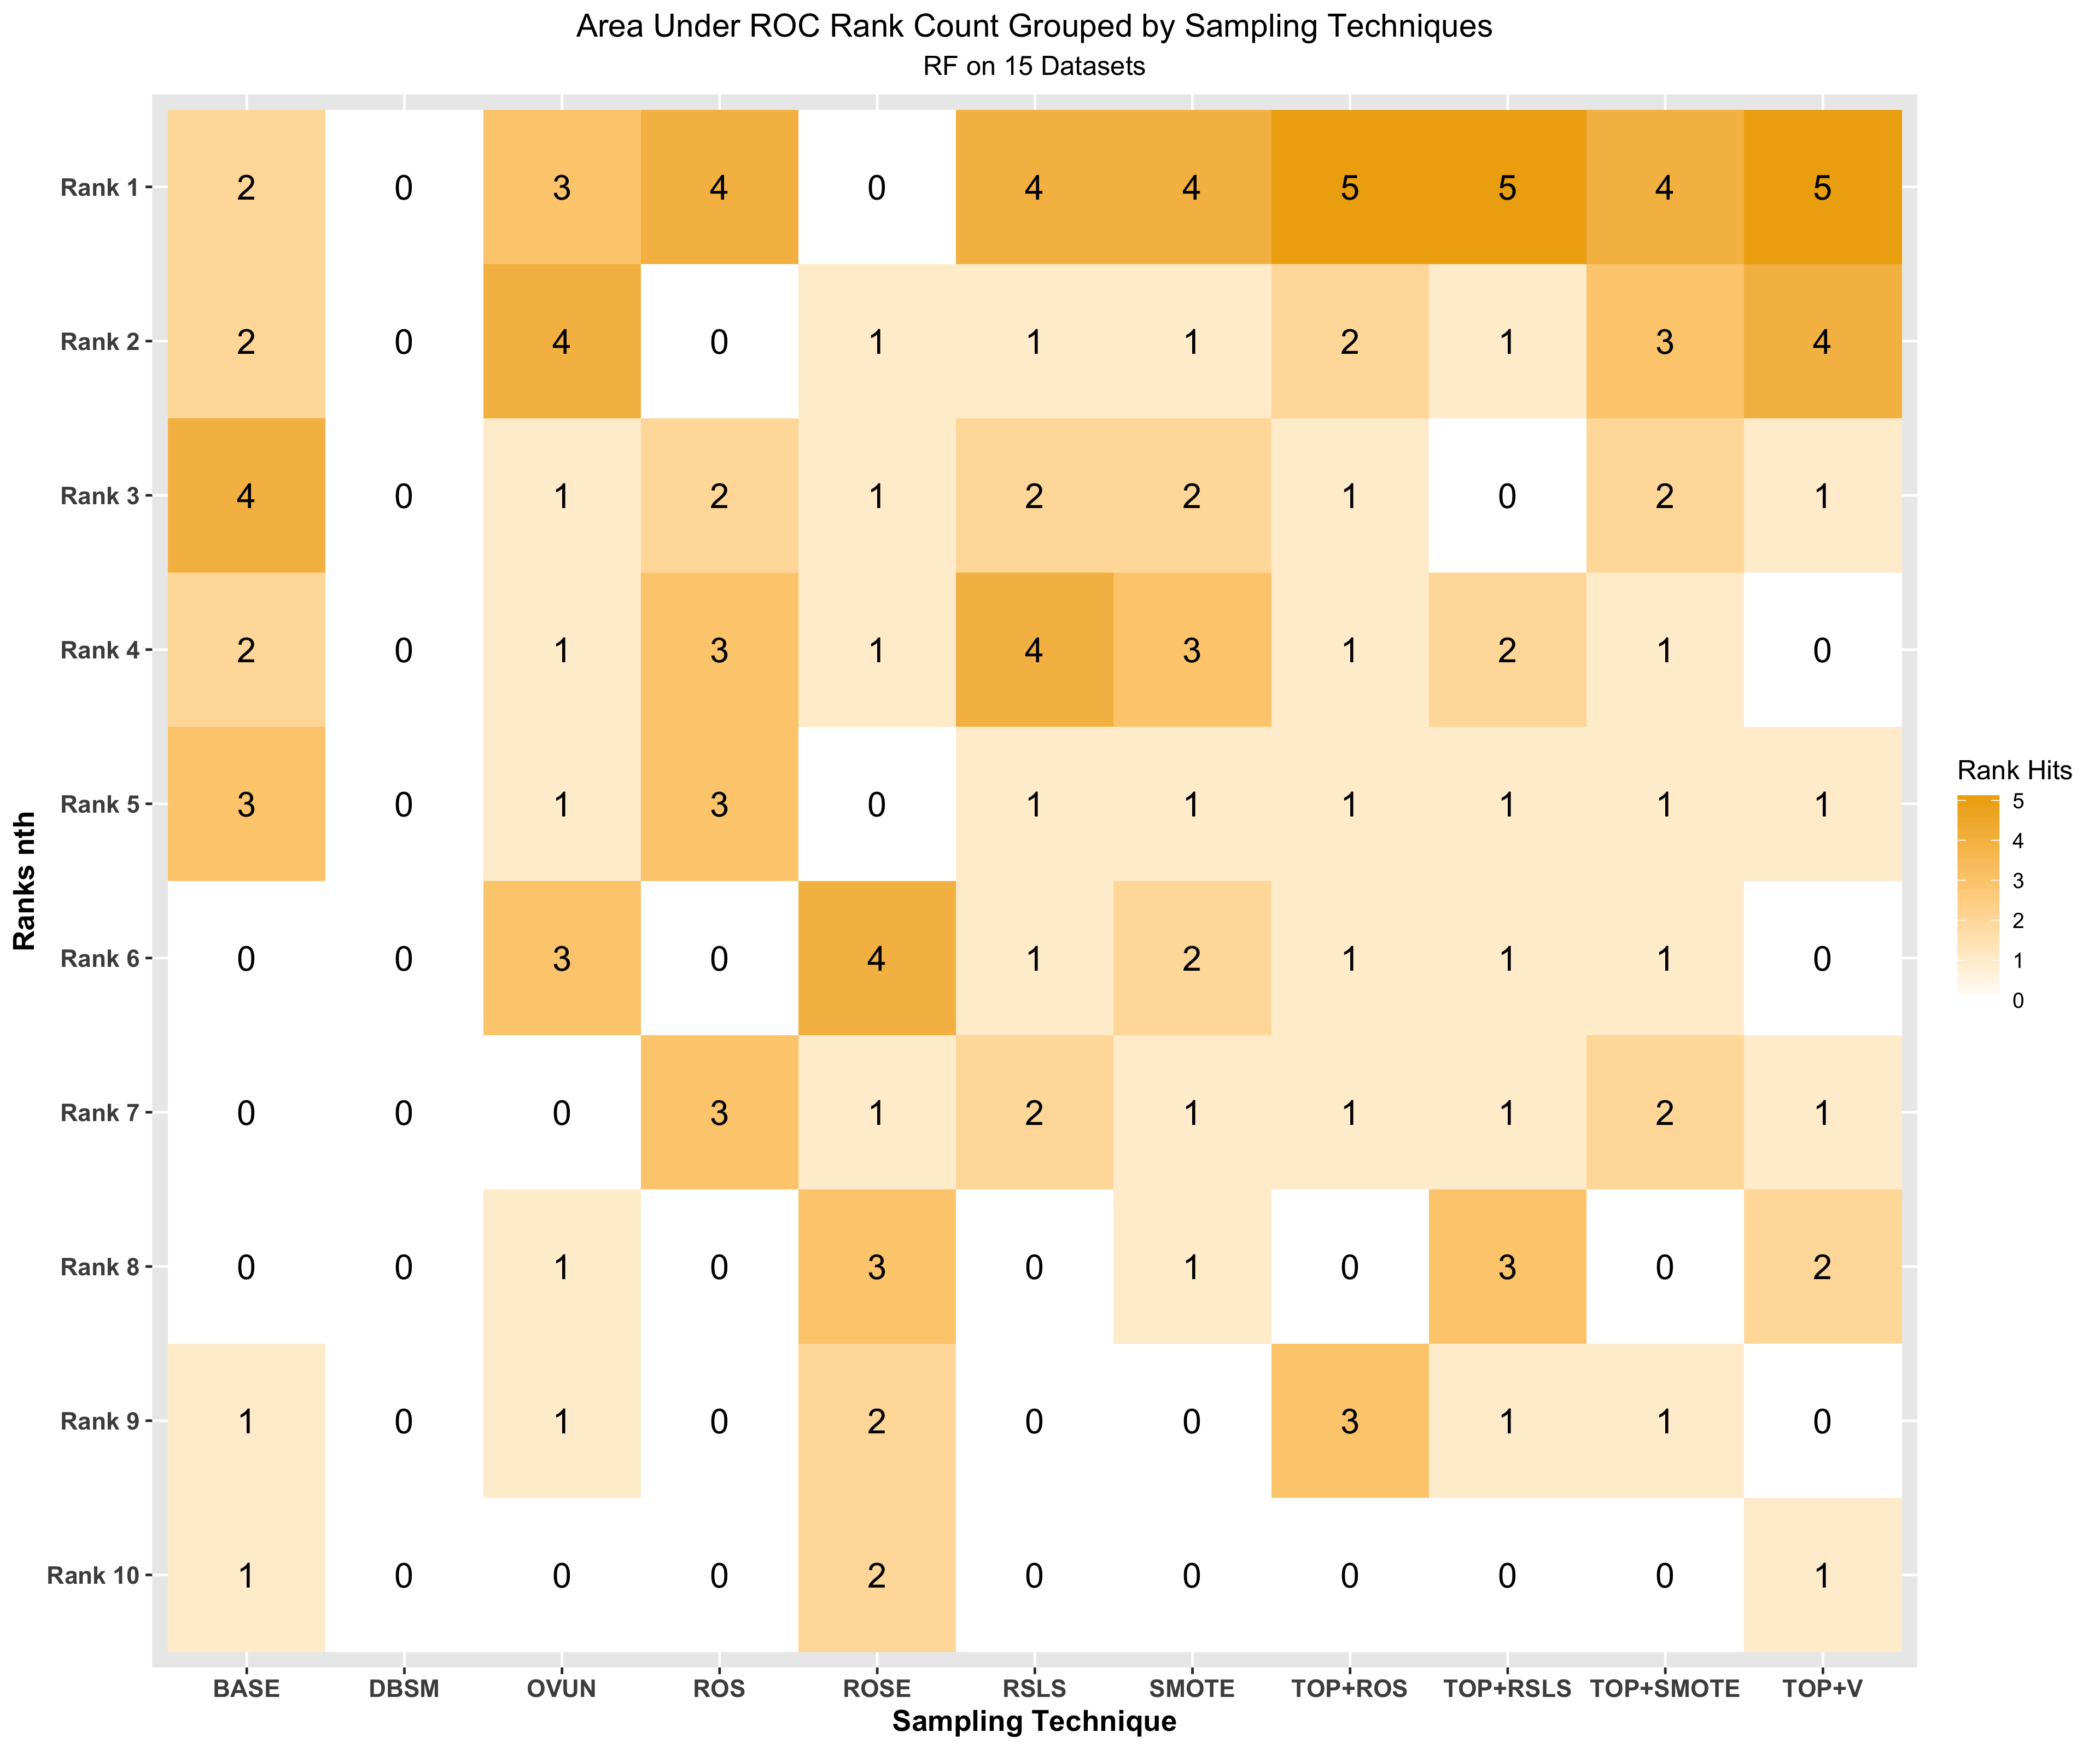 Area Under ROC Rank Count Grouped by Sampling Techniques
RF on 15 Datasets
Rank 1 2 0 3 4 0 4 4 5 5 4 5
Rank 2 2 0 4 0 1 1 1 2 1 3 4
Rank 3 4 0 1 2 1 2 2 1 0 2 1
Rank 4 2 0 1 3 1 4 3 1 2 1 0
Rank 5 3 0 1 3 0 1 1 1 1 1 1
Rank 6 0 0 3 0 4 1 2 1 1 1 0
Rank 7 0 0 0 3 1 2 1 1 1 2 1
Rank 8 0 0 1 0 3 0 1 0 3 0 2
Rank 9 1 0 1 0 2 0 0 3 1 1 0
Rank 10 1 0 0 0 2 0 0 0 0 0 1
BASE DBSM OVUN ROS ROSE RSLS SMOTE TOP+ROS TOP+RSLS TOP+SMOTE TOP+V
Sampling Technique
Ranks nth
Rank Hits
5
4
3
2
1
0